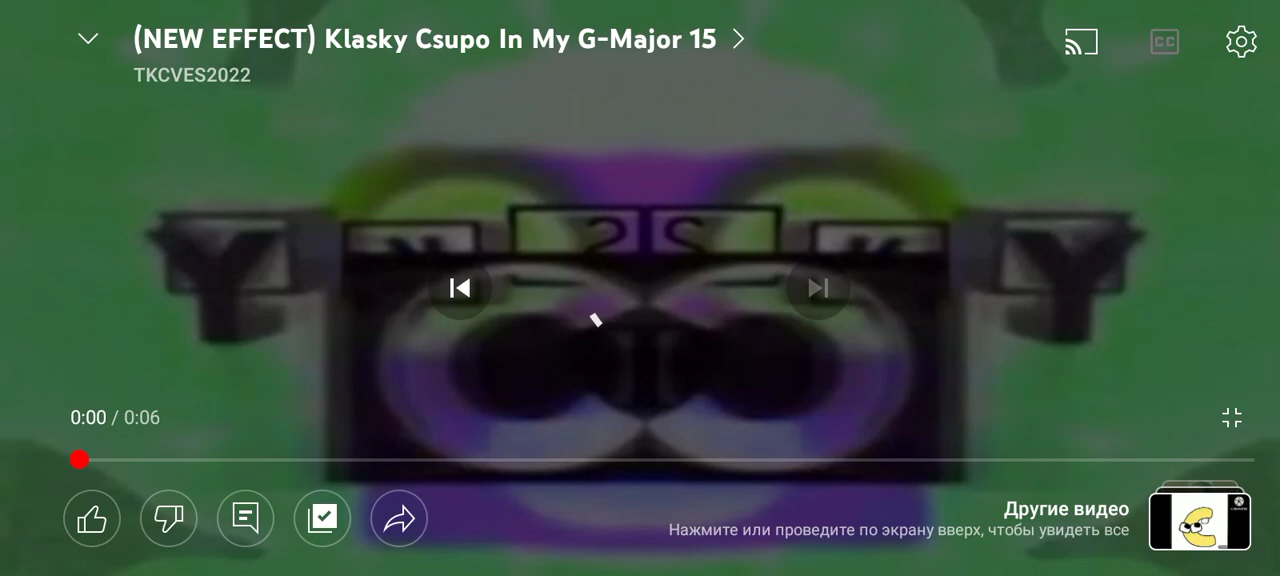 (NEW EFFECT) Klasky Csupo In My G-Major 15
TKCVES2022
CC
0:00 / 0:06
Другие видео
Нажмите или проведите по экрану вверх, чтобы увидеть все